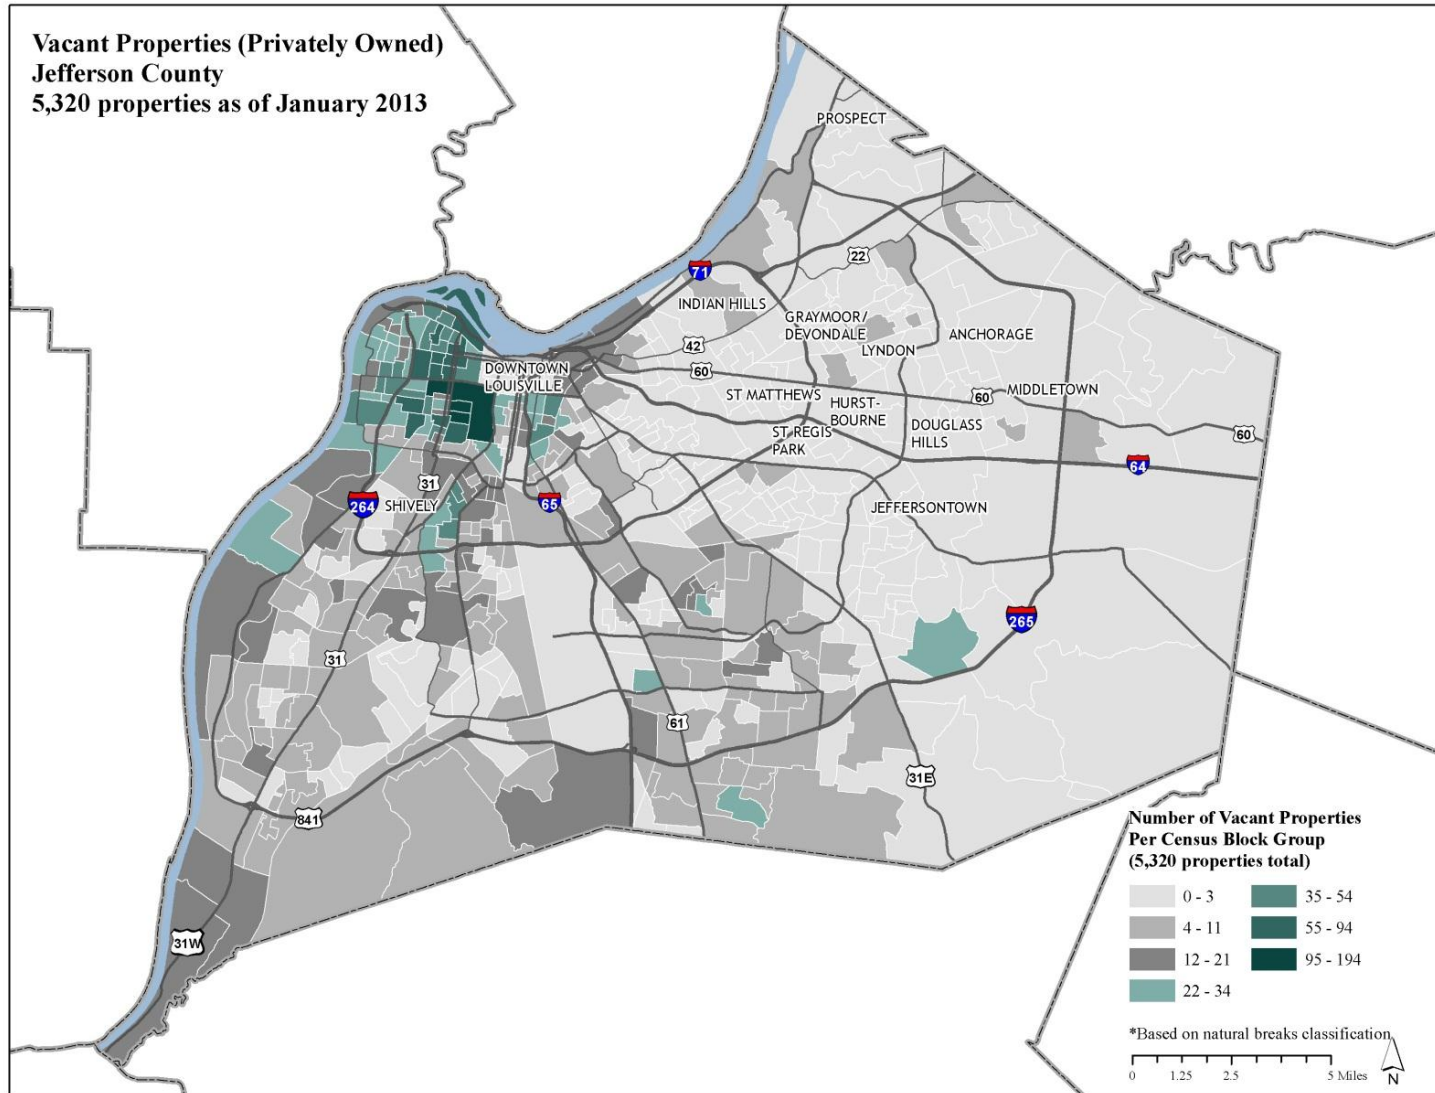 Vacant Properties (Privately Owned)
Jefferson County
5,320 properties as of January 2013
PROSPECT
22
71
INDIAN HILLS
GRAYMOOR/
DEVONDALE
ANCHORAGE
42
LYNDON
60
DOWNTOWN
LOUISVILLE
ST MATTHEWS
60
MIDDLETOWN
HURST-
BOURNE
ST REGIS
PARK
DOUGLASS
HILLS
60
64
31
264
SHIVELY
65
JEFFERSONTOWN
265
31
61
31E
841
31W
Number of Vacant Properties
Per Census Block Group
(5,320 properties total)
0 - 3
35 - 54
4 - 11
55 - 94
12 - 21
95 - 194
22 - 34
*Based on natural breaks classification
0 1.25 2.5 5 Miles
N